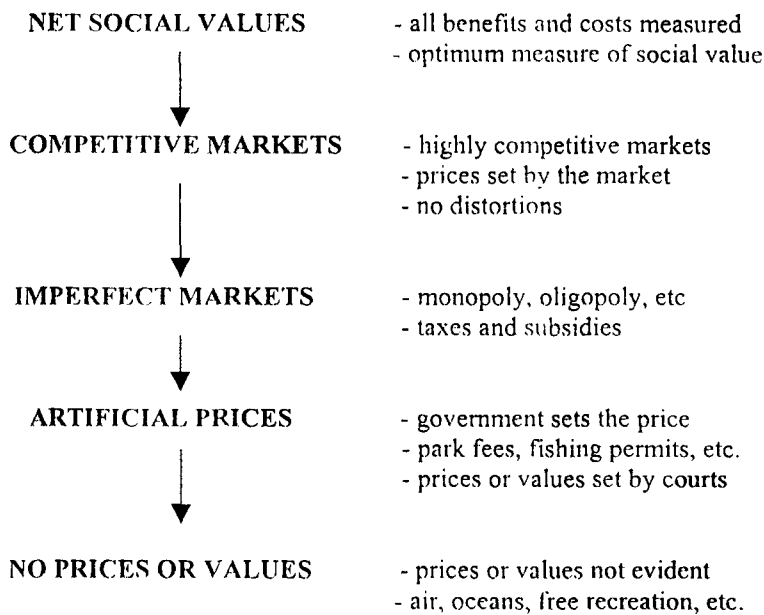 NET SOCIAL VALUES - all benefits and costs measured
- optimum measure of social value
COMPETITIVE MARKETS - highly competitive markets
- prices set by the market
- no distortions
IMPERFECT MARKETS - monopoly, oligopoly, etc
- taxes and subsidies
ARTIFICIAL PRICES - government sets the price
- park fees, fishing permits, etc.
- prices or values set by courts
NO PRICES OR VALUES - prices or values not evident
- air, oceans, free recreation, etc.